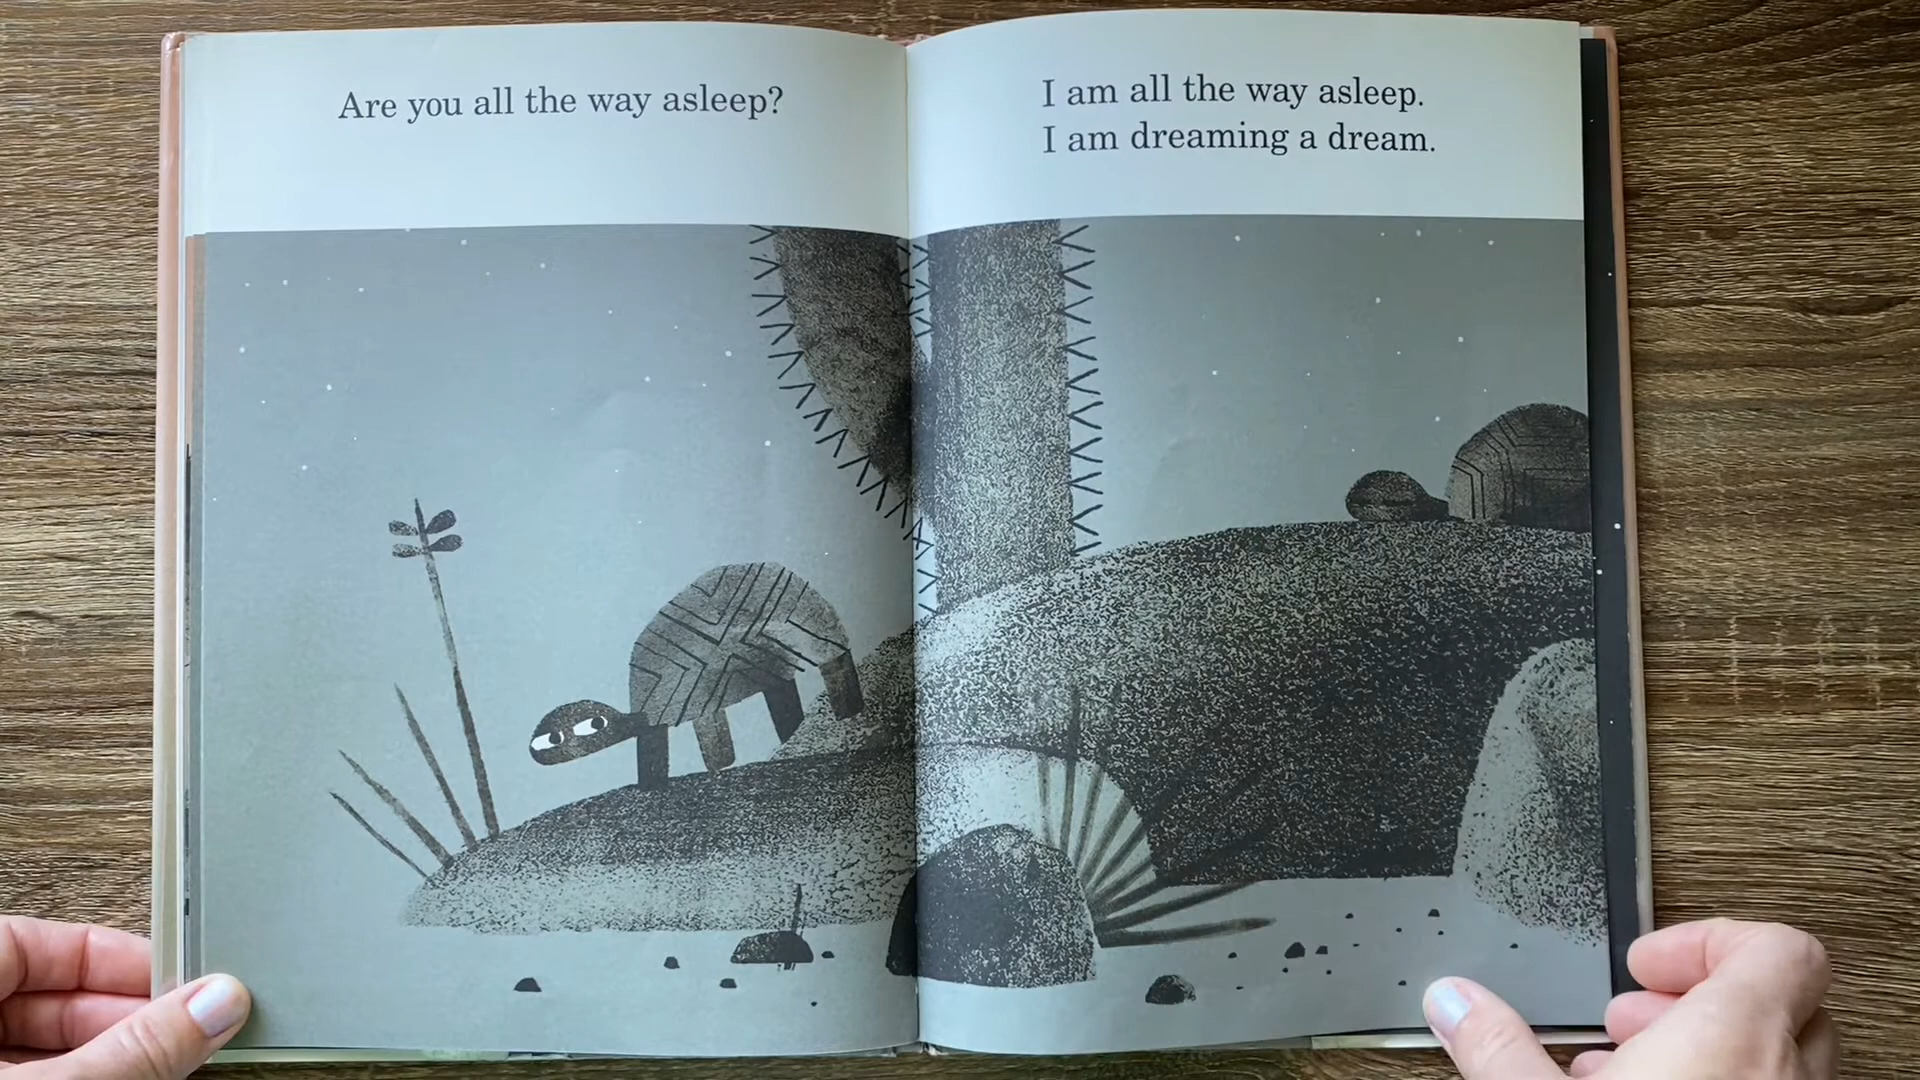 Are you all the way asleep?
I am all the way asleep.
I am dreaming a dream.